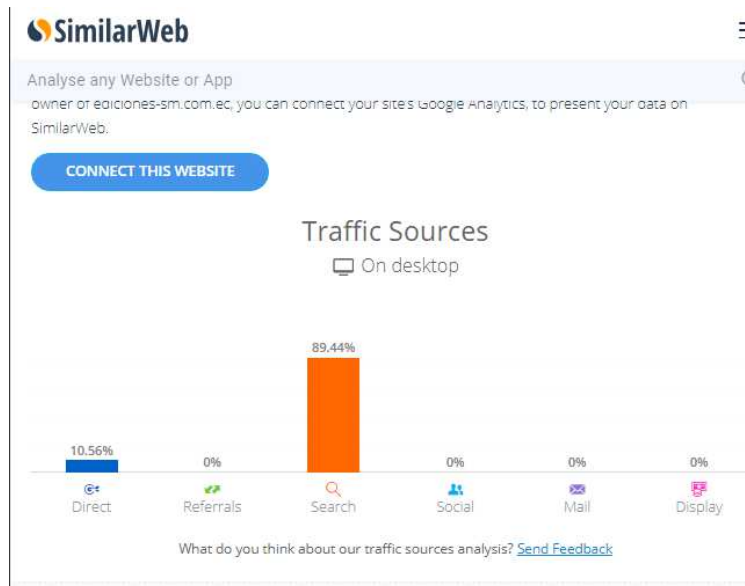 SimilarWeb
Analyse any Website or App
owner of ediciones-sm.com.ec, you can connect your site's Google Analytics, to present your data on
SimilarWeb.
CONNECT THIS WEBSITE
Traffic Sources
On desktop
89.44%
10.56%
0%
0%
0%
0%
Direct
Referrals
Search
Social
Mail
Display
What do you think about our traffic sources analysis? Send Feedback